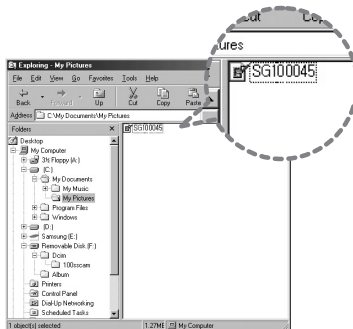 Exploring - My Pictures
File Edit View Go Favorites Tools Help
Back Forward Up Cut Copy Paste
Address C:\My Documents\My Pictures
Folders
SG100045
Desktop
My Computer
3½ Floppy (A:)
(C:)
My Documents
My Music
My Pictures
Program Files
Windows
(D:)
Samsung (E:)
Removable Disk (F:)
Dcim
100sscam
Album
Printers
Control Panel
Dial-Up Networking
Scheduled Tasks
1 object(s) selected 1.27MB My Computer
ures
SG100045